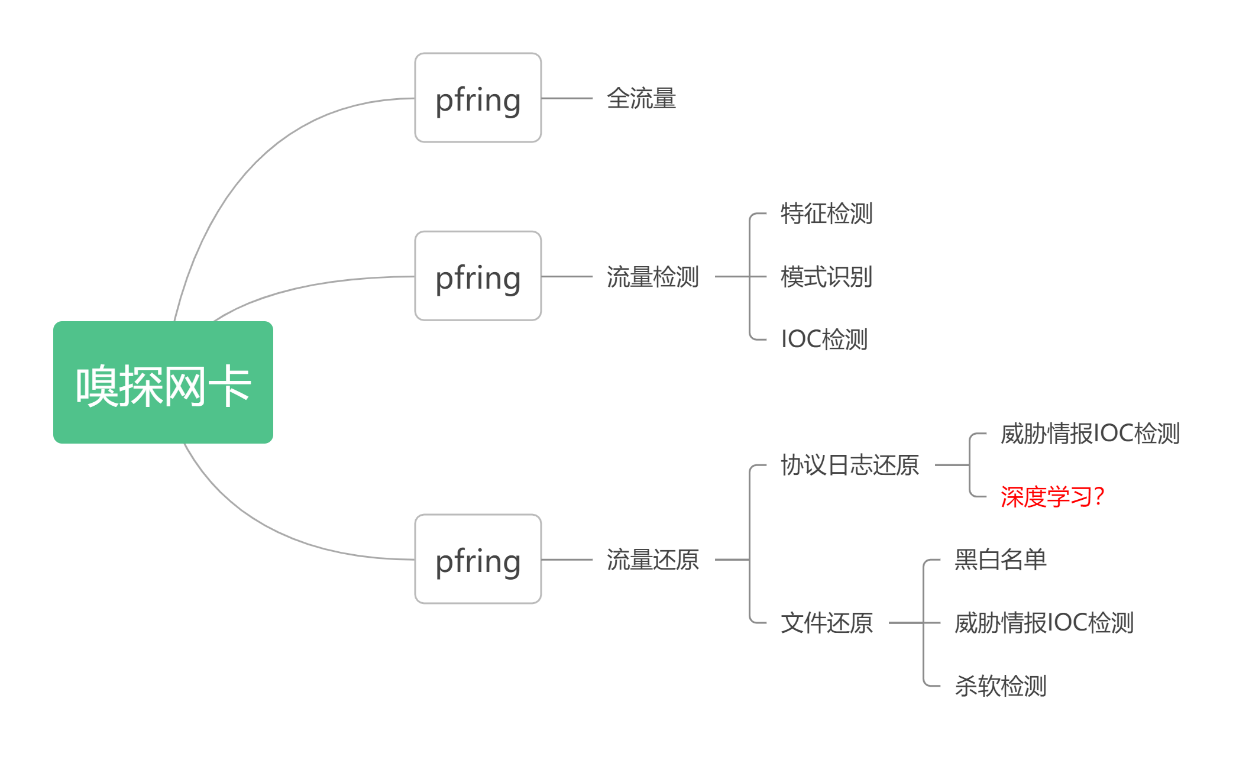 嗅探网卡
pfring
全流量
pfring
流量检测
特征检测
模式识别
IOC检测
pfring
流量还原
协议日志还原
威胁情报IOC检测
深度学习?
文件还原
黑白名单
威胁情报IOC检测
杀软检测